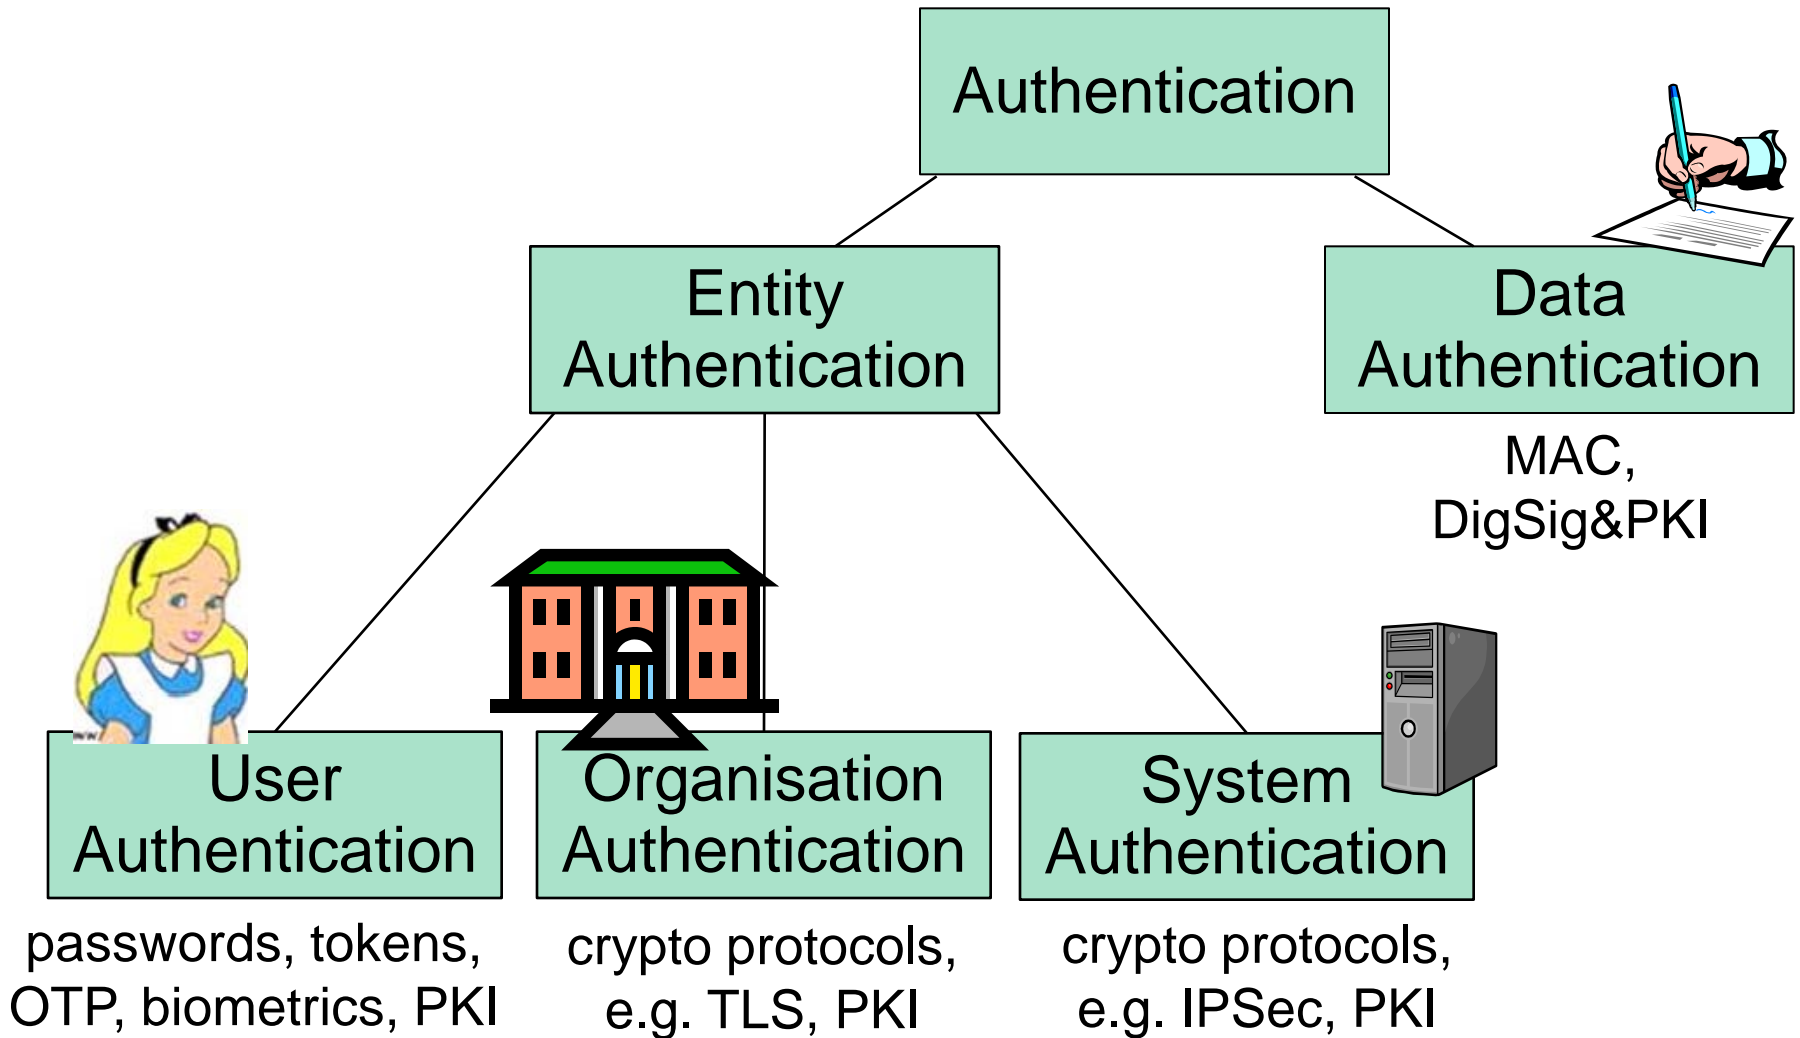 Authentication
Entity
Authentication
Data
Authentication
MAC,
DigSig&PKI
User
Authentication
Organisation
Authentication
System
Authentication
passwords, tokens,
OTP, biometrics, PKI
crypto protocols,
e.g. TLS, PKI
crypto protocols,
e.g. IPSec, PKI